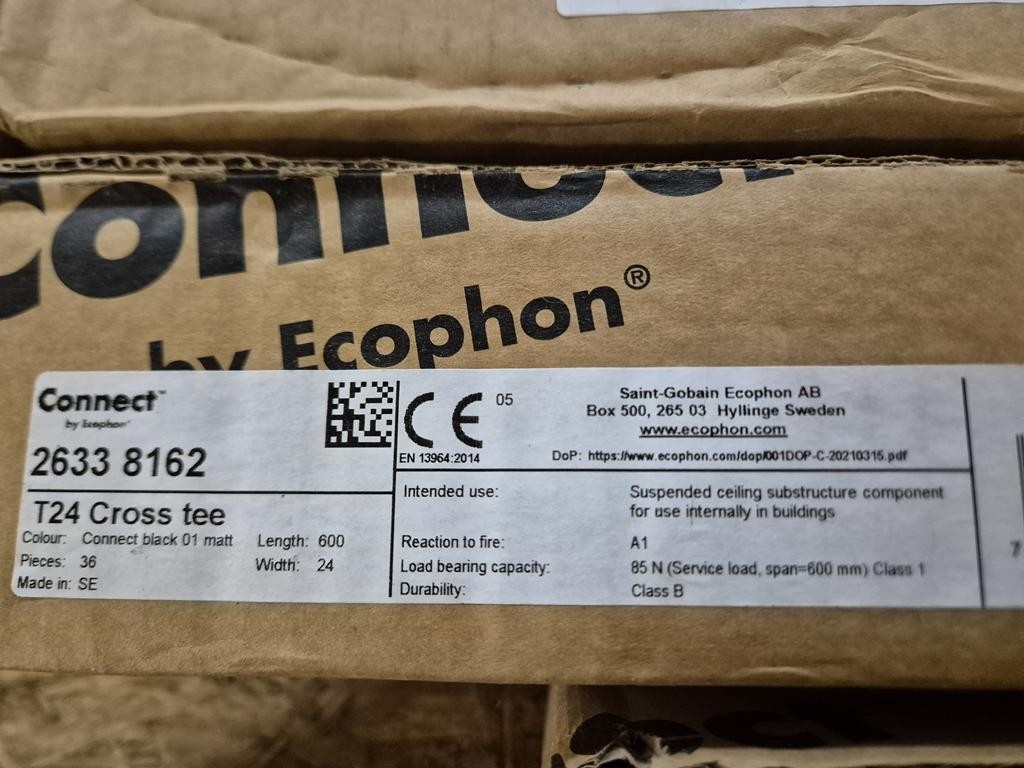 Connect
by Ecophon®
Connect™
by Ecophon®
2633 8162
T24 Cross tee
Colour: Connect black 01 matt
Length: 600
Pieces: 36
Width: 24
Made in: SE
CE 05
EN 13964:2014
Saint-Gobain Ecophon AB
Box 500, 265 03 Hyllinge Sweden
www.ecophon.com
DoP: https://www.ecophon.com/dop/001DOP-C-20210315.pdf
Intended use: Suspended ceiling substructure component
for use internally in buildings
Reaction to fire: A1
Load bearing capacity: 85 N (Service load, span=600 mm) Class 1
Durability: Class B
7